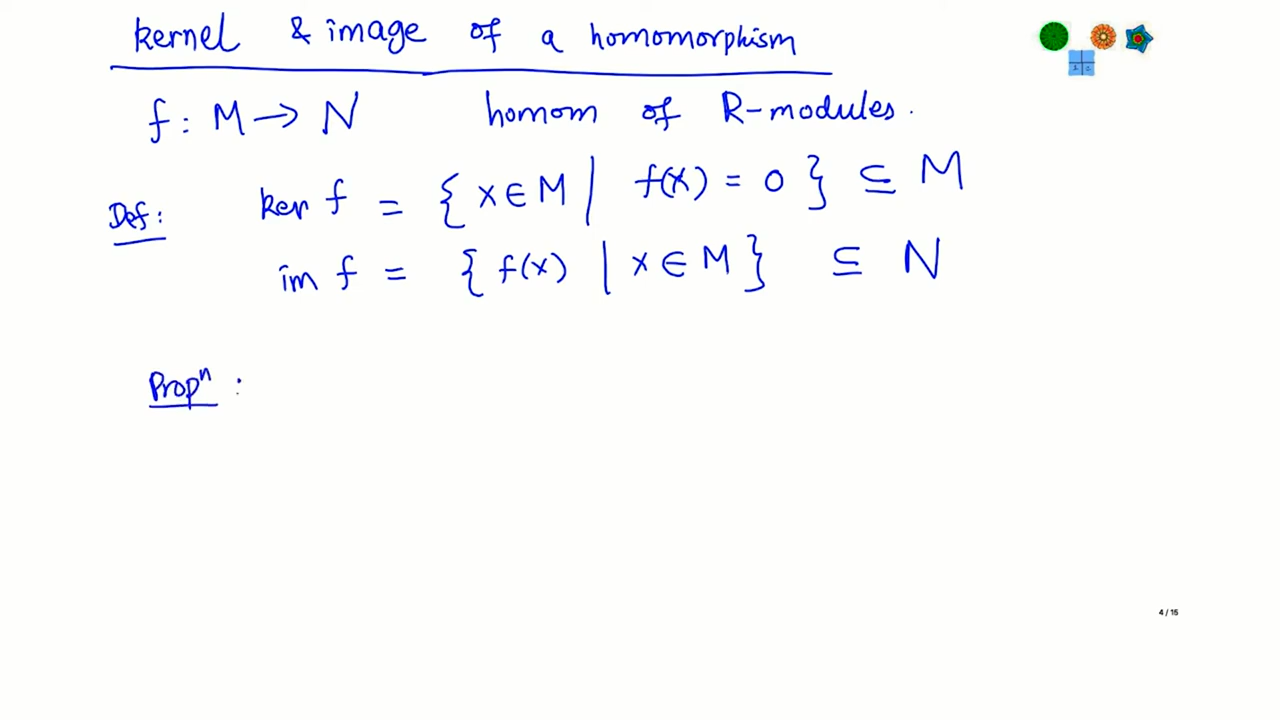 kernel & image of a homomorphism
f : M → N homom of R-modules.
Def: ker f = { x ∈ M | f(x) = 0 } ⊆ M
im f = { f(x) | x ∈ M } ⊆ N
Propⁿ :
4 / 15